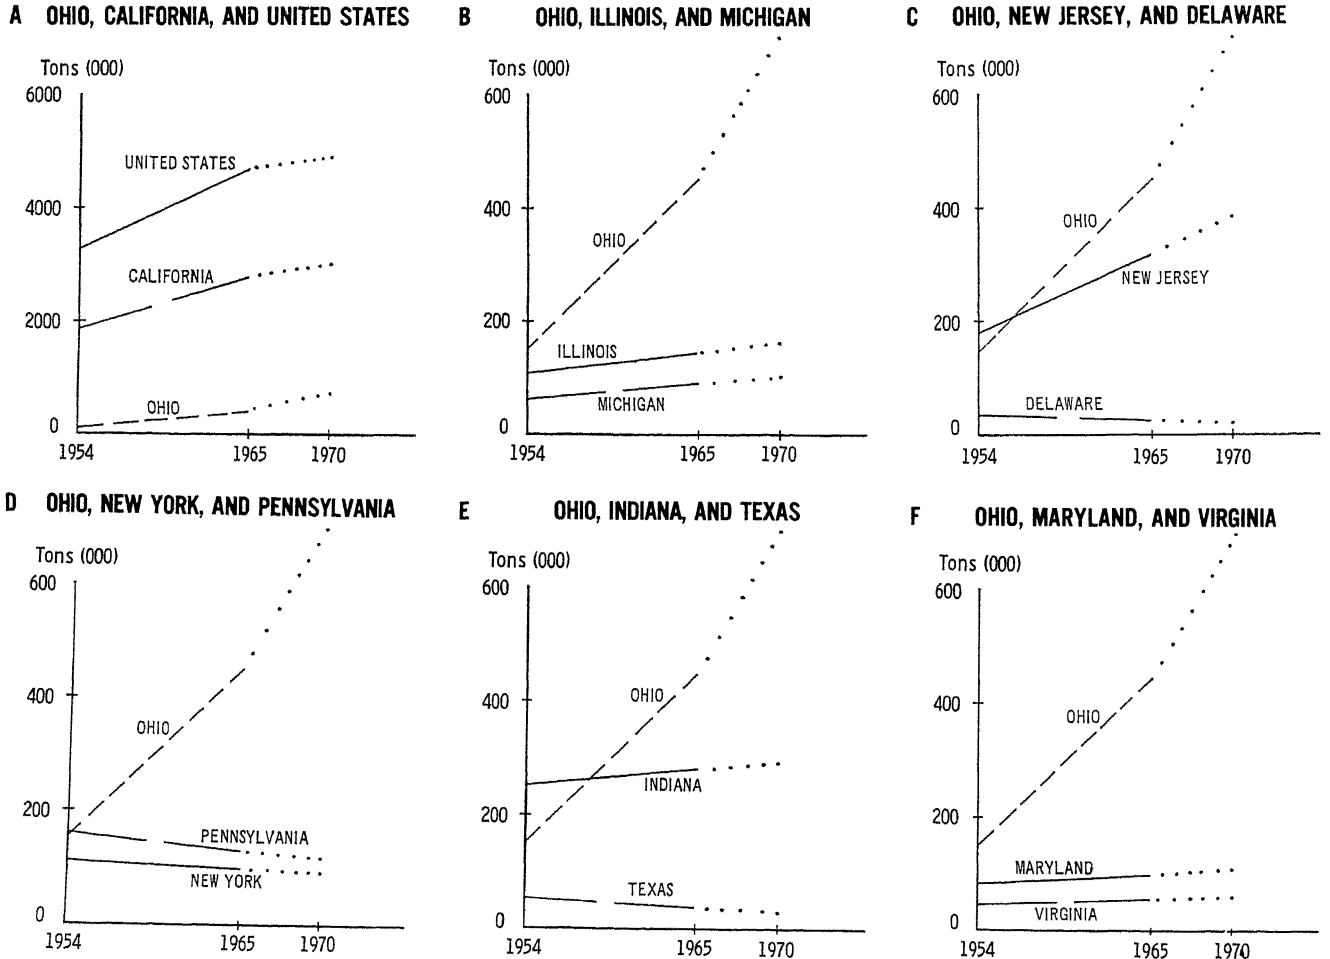 A OHIO, CALIFORNIA, AND UNITED STATES
Tons (000)
6000
UNITED STATES
4000
CALIFORNIA
2000
OHIO
0
1954 1965 1970
B OHIO, ILLINOIS, AND MICHIGAN
Tons (000)
600
400
OHIO
200
ILLINOIS
MICHIGAN
0
1954 1965 1970
C OHIO, NEW JERSEY, AND DELAWARE
Tons (000)
600
400
OHIO
NEW JERSEY
200
DELAWARE
0
1954 1965 1970
D OHIO, NEW YORK, AND PENNSYLVANIA
Tons (000)
600
400
OHIO
200
PENNSYLVANIA
NEW YORK
0
1954 1965 1970
E OHIO, INDIANA, AND TEXAS
Tons (000)
600
400
OHIO
INDIANA
200
TEXAS
0
1954 1965 1970
F OHIO, MARYLAND, AND VIRGINIA
Tons (000)
600
400
OHIO
200
MARYLAND
VIRGINIA
0
1954 1965 1970